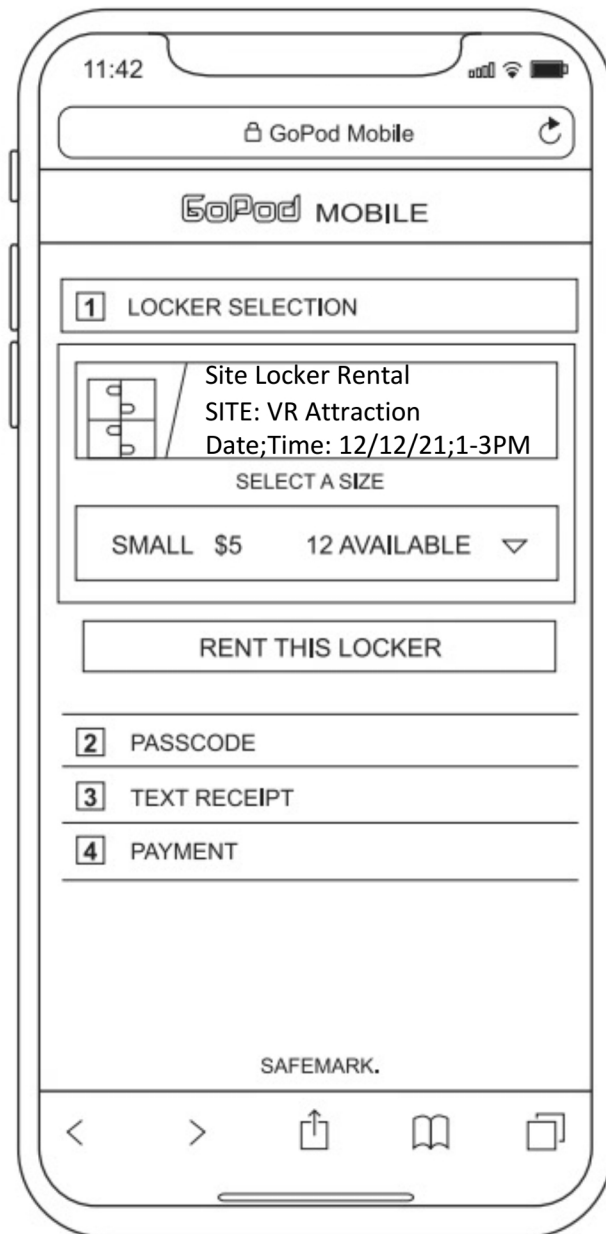 11:42
GoPod Mobile
GoPod MOBILE
1 LOCKER SELECTION
Site Locker Rental
SITE: VR Attraction
Date;Time: 12/12/21;1-3PM
SELECT A SIZE
SMALL $5 12 AVAILABLE
RENT THIS LOCKER
2 PASSCODE
3 TEXT RECEIPT
4 PAYMENT
SAFEMARK.